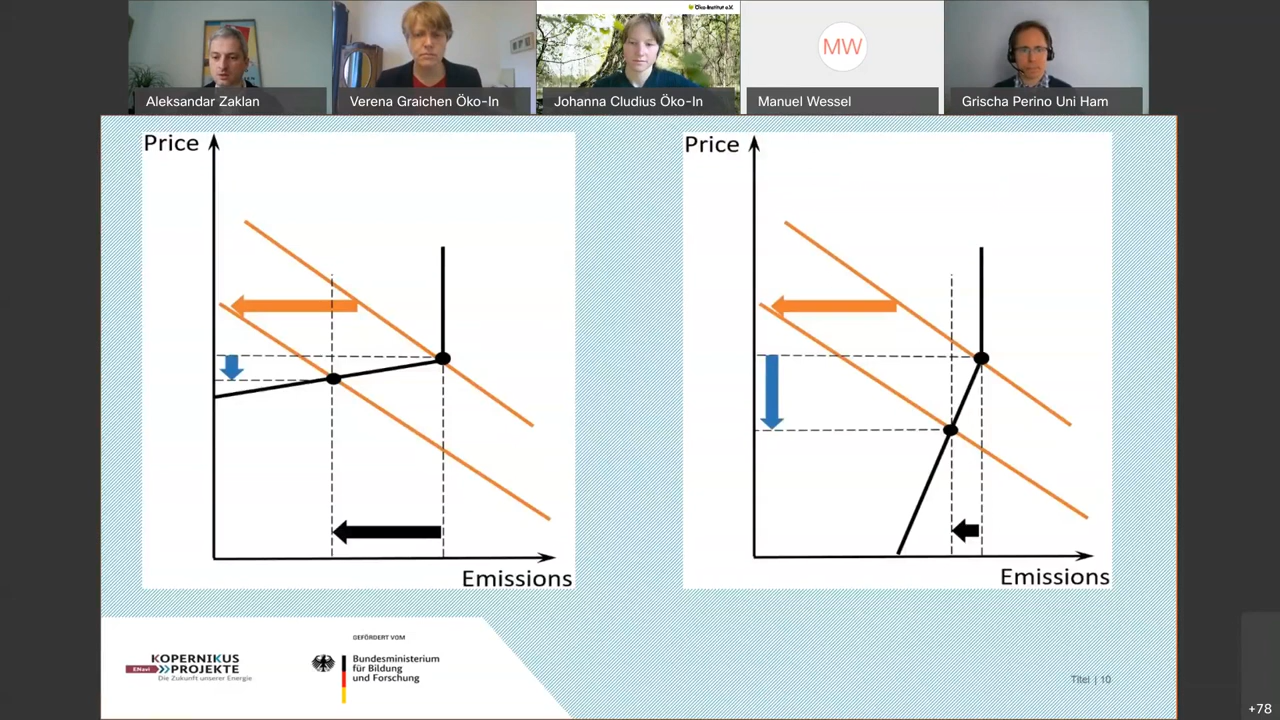 Öko-Institut e.V.
MW
Aleksandar Zaklan
Verena Graichen Öko-In
Johanna Cludius Öko-In
Manuel Wessel
Grischa Perino Uni Ham
Price
Price
Emissions
Emissions
KOPERNIKUS
ENavi
PROJEKTE
Die Zukunft unserer Energie
GEFÖRDERT VOM
Bundesministerium
für Bildung
und Forschung
Titel | 10
+78